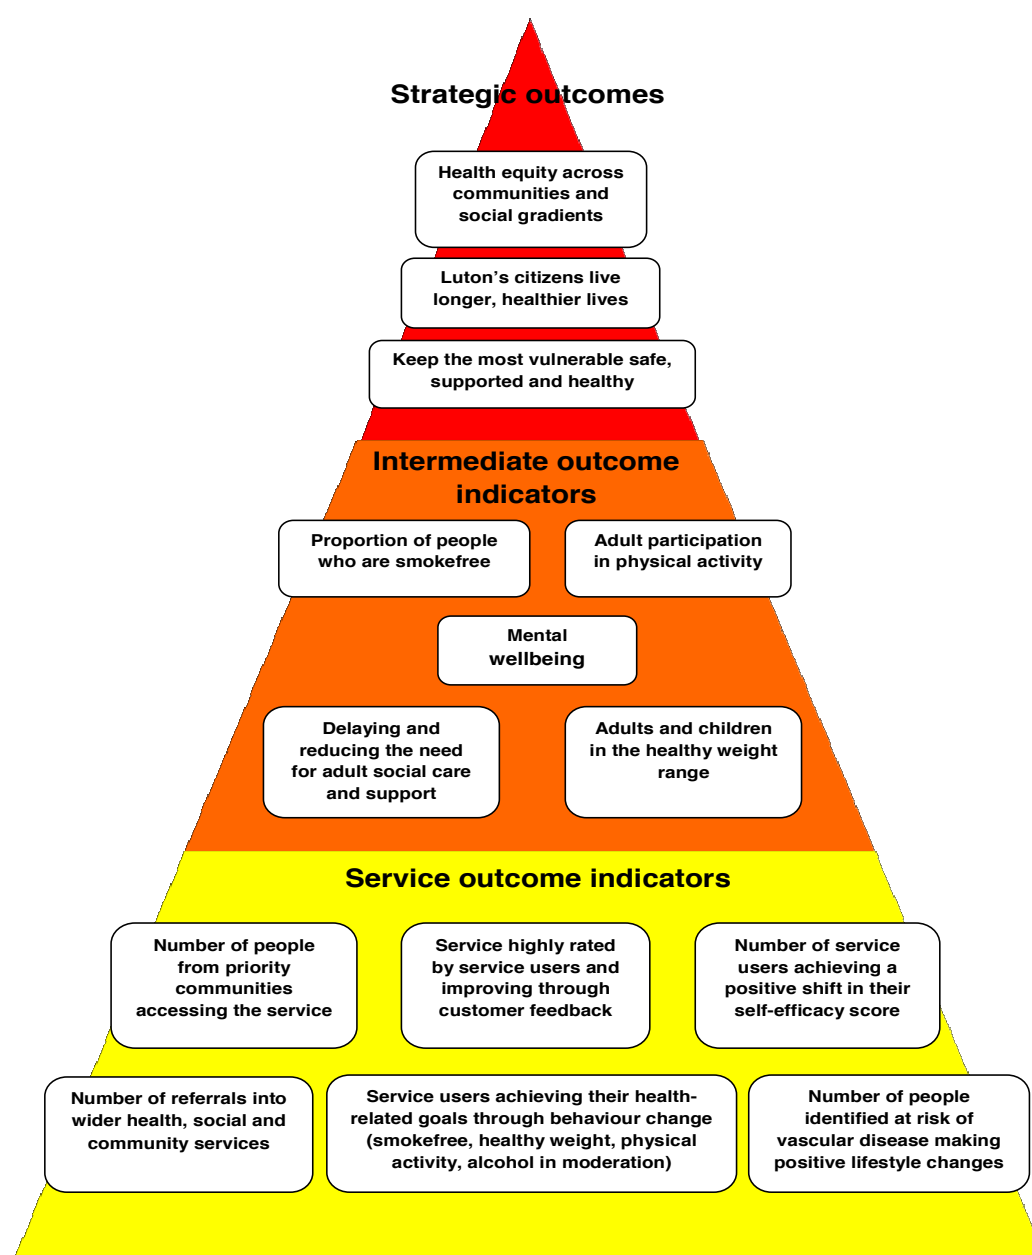 Strategic outcomes
Health equity across
communities and
social gradients
Luton’s citizens live
longer, healthier lives
Keep the most vulnerable safe,
supported and healthy
Intermediate outcome
indicators
Proportion of people
who are smokefree
Adult participation
in physical activity
Mental
wellbeing
Delaying and
reducing the need
for adult social care
and support
Adults and children
in the healthy weight
range
Service outcome indicators
Number of people
from priority
communities
accessing the service
Service highly rated
by service users and
improving through
customer feedback
Number of service
users achieving a
positive shift in their
self-efficacy score
Number of referrals into
wider health, social and
community services
Service users achieving their health-
related goals through behaviour change
(smokefree, healthy weight, physical
activity, alcohol in moderation)
Number of people
identified at risk of
vascular disease making
positive lifestyle changes